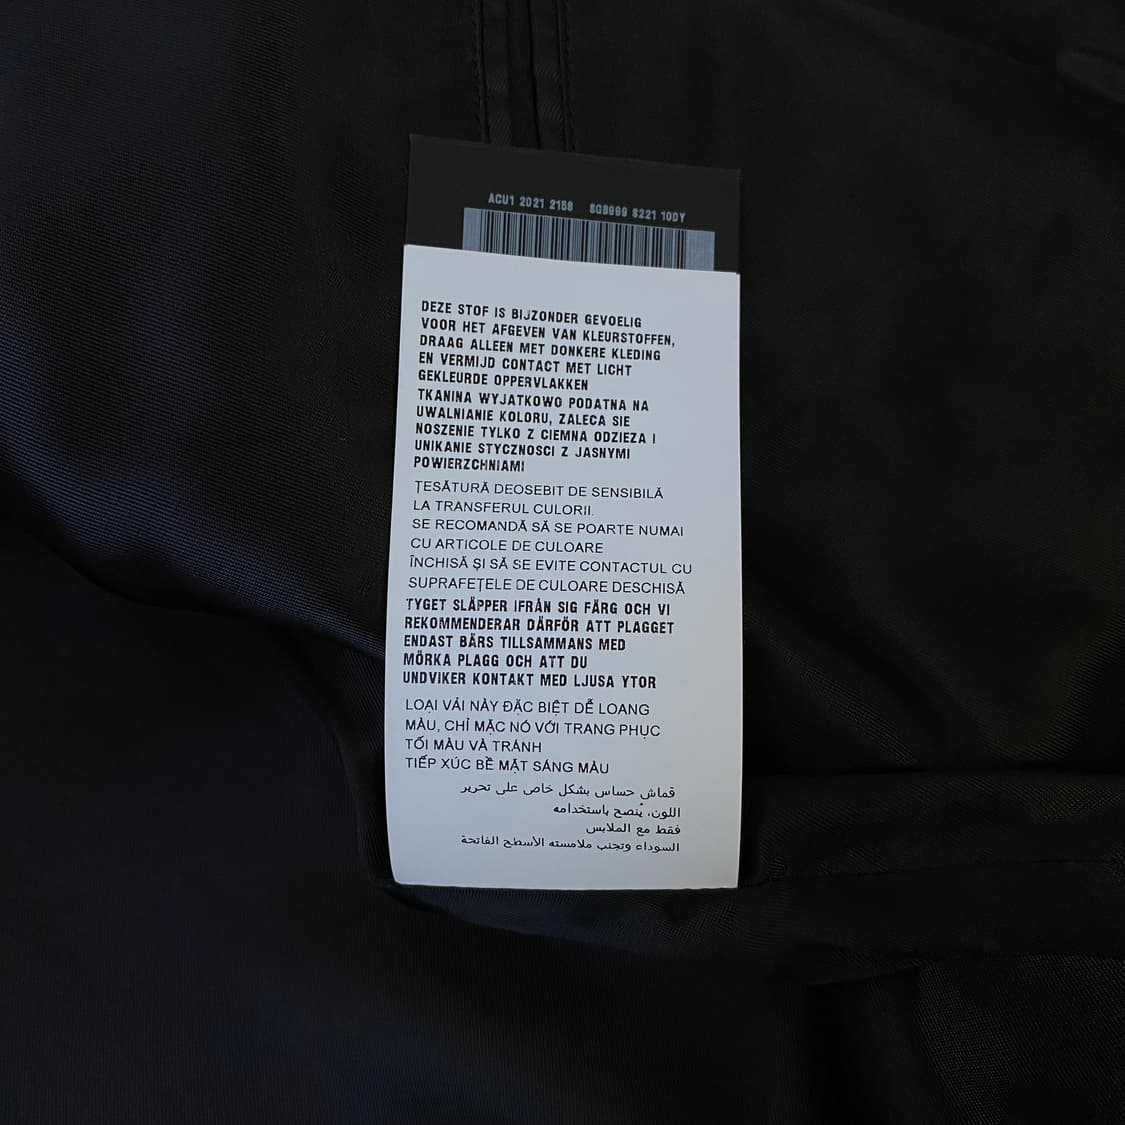 ACU1 2021 2158 SGB999 S221 10DY
DEZE STOF IS BIJZONDER GEVOELIG
VOOR HET AFGEVEN VAN KLEURSTOFFEN,
DRAAG ALLEEN MET DONKERE KLEDING
EN VERMIJD CONTACT MET LICHT
GEKLEURDE OPPERVLAKKEN
TKANINA WYJATKOWO PODATNA NA
UWALNIANIE KOLORU, ZALECA SIE
NOSZENIE TYLKO Z CIEMNA ODZIEZA I
UNIKANIE STYCZNOSCI Z JASNYMI
POWIERZCHNIAMI
ȚESĂTURĂ DEOSEBIT DE SENSIBILĂ
LA TRANSFERUL CULORII.
SE RECOMANDĂ SĂ SE POARTE NUMAI
CU ARTICOLE DE CULOARE
ÎNCHISĂ ȘI SĂ SE EVITE CONTACTUL CU
SUPRAFEȚELE DE CULOARE DESCHISĂ
TYGET SLÄPPER IFRÅN SIG FÄRG OCH VI
REKOMMENDERAR DÄRFÖR ATT PLAGGET
ENDAST BÄRS TILLSAMMANS MED
MÖRKA PLAGG OCH ATT DU
UNDVIKER KONTAKT MED LJUSA YTOR
LOẠI VẢI NÀY ĐẶC BIỆT DỄ LOANG
MÀU, CHỈ MẶC NÓ VỚI TRANG PHỤC
TỐI MÀU VÀ TRÁNH
TIẾP XÚC BỀ MẶT SÁNG MÀU
قماش حساس بشكل خاص على تحرير
اللون، يُنصح باستخدامه
فقط مع الملابس
السوداء وتجنب ملامسته الأسطح الفاتحة